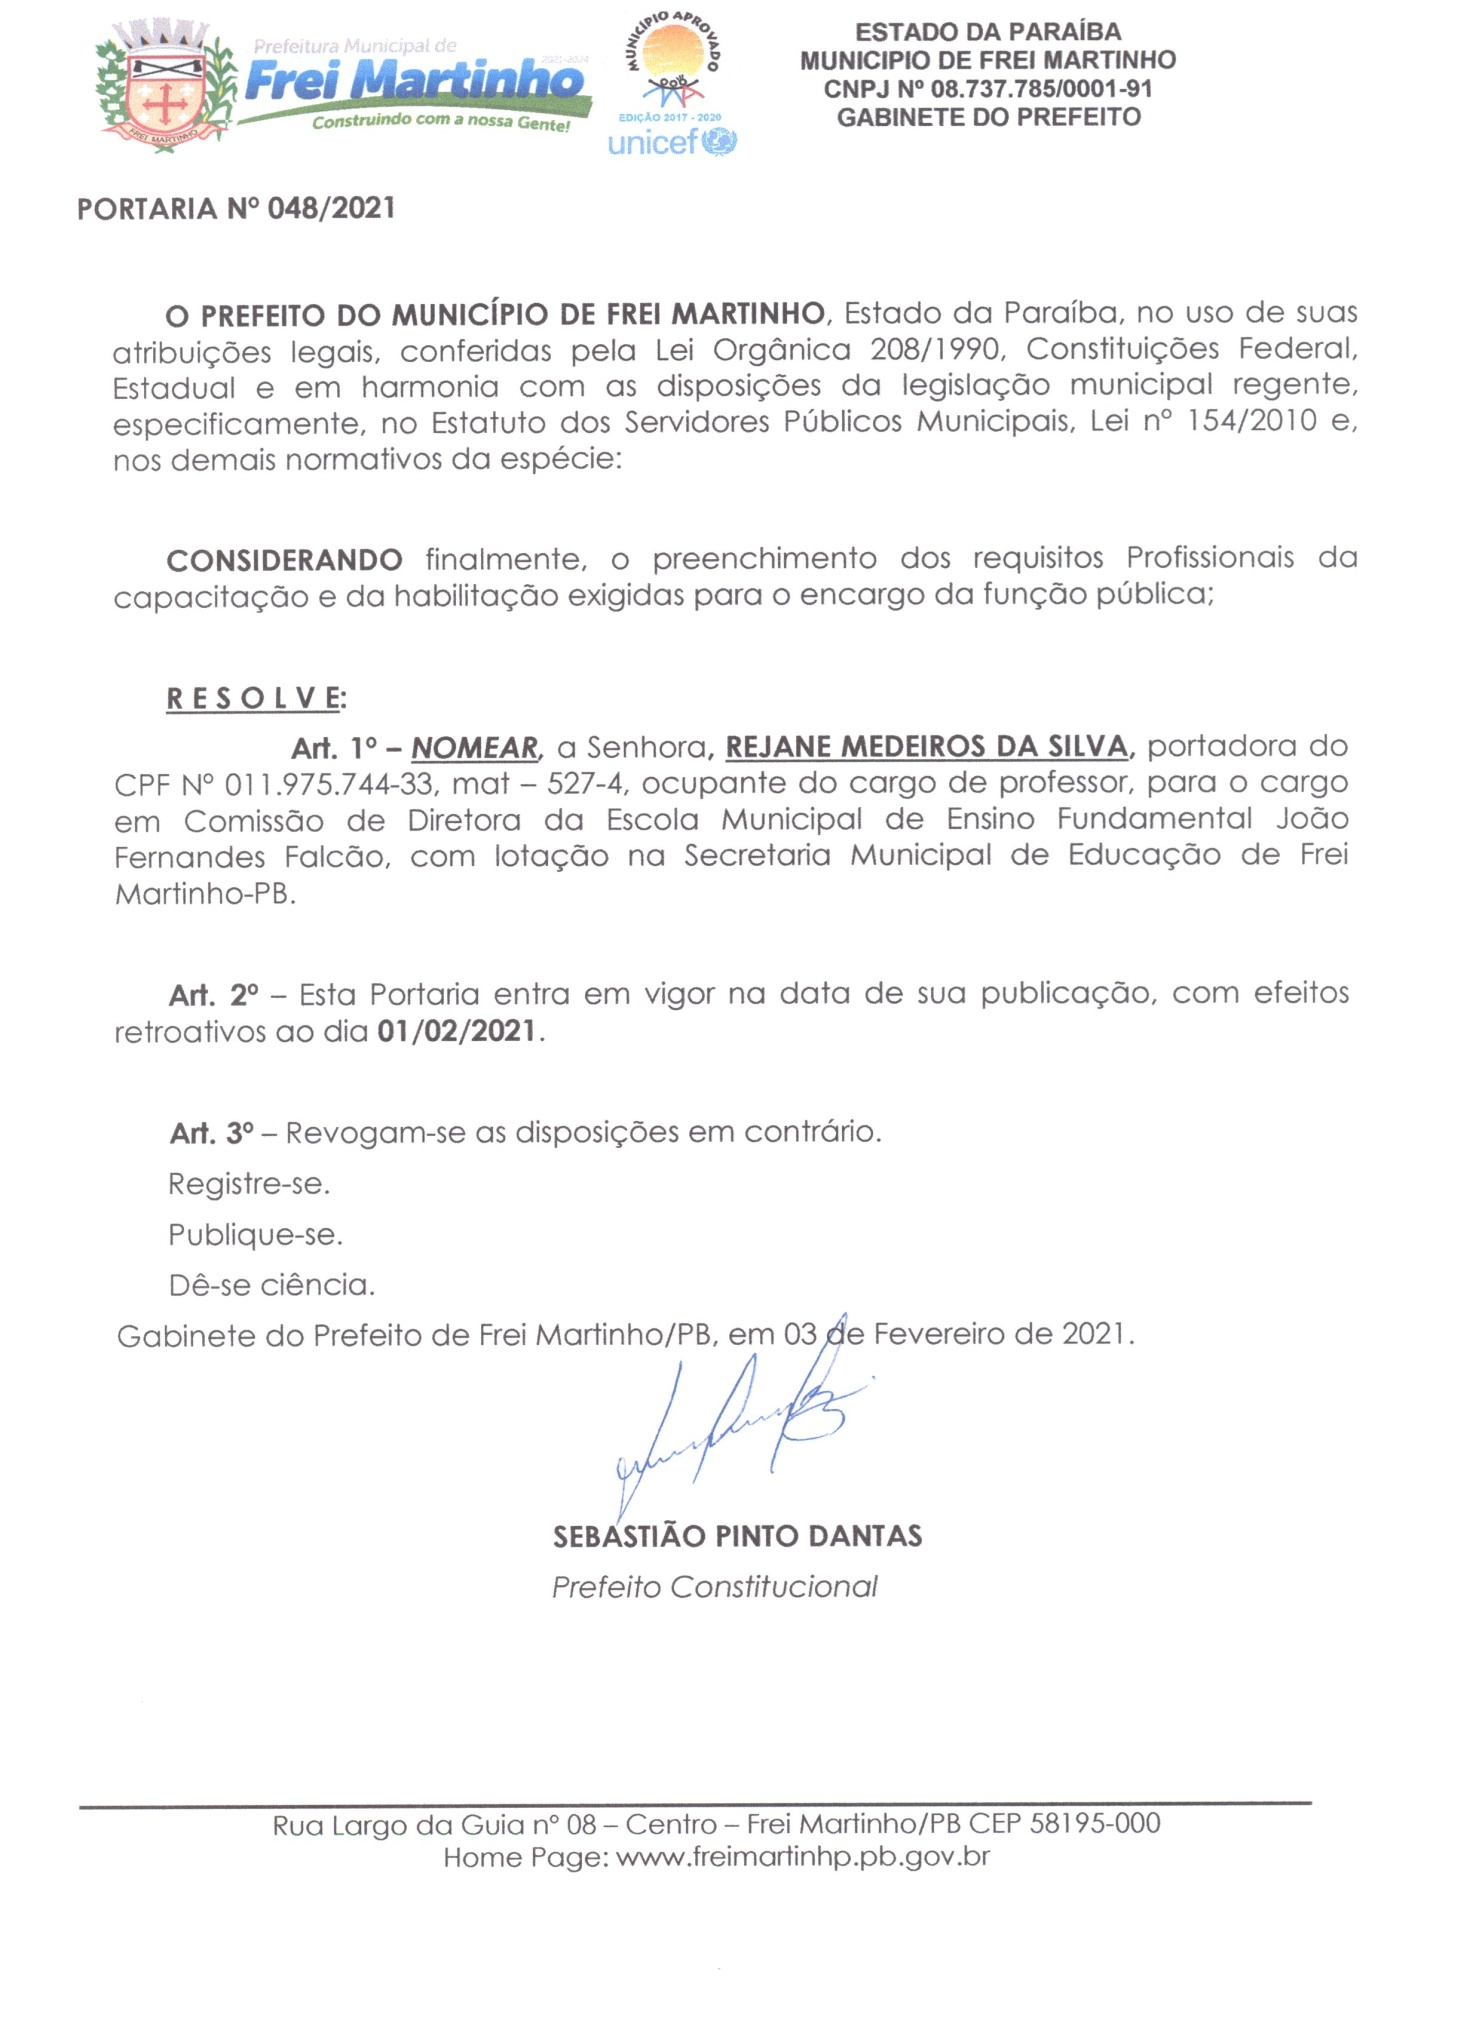 Prefeitura Municipal de
2021-2024
Frei Martinho
Construindo com a nossa Gente!
FREI MARTINHO
MUNICÍPIO APROVADO
EDIÇÃO 2017 - 2020
unicef
ESTADO DA PARAÍBA
MUNICIPIO DE FREI MARTINHO
CNPJ Nº 08.737.785/0001-91
GABINETE DO PREFEITO
PORTARIA Nº 048/2021
O PREFEITO DO MUNICÍPIO DE FREI MARTINHO, Estado da Paraíba, no uso de suas
atribuições legais, conferidas pela Lei Orgânica 208/1990, Constituições Federal,
Estadual e em harmonia com as disposições da legislação municipal regente,
especificamente, no Estatuto dos Servidores Públicos Municipais, Lei nº 154/2010 e,
nos demais normativos da espécie:
CONSIDERANDO finalmente, o preenchimento dos requisitos Profissionais da
capacitação e da habilitação exigidas para o encargo da função pública;
R E S O L V E:
Art. 1º – NOMEAR, a Senhora, REJANE MEDEIROS DA SILVA, portadora do
CPF Nº 011.975.744-33, mat – 527-4, ocupante do cargo de professor, para o cargo
em Comissão de Diretora da Escola Municipal de Ensino Fundamental João
Fernandes Falcão, com lotação na Secretaria Municipal de Educação de Frei
Martinho-PB.
Art. 2º – Esta Portaria entra em vigor na data de sua publicação, com efeitos
retroativos ao dia 01/02/2021.
Art. 3º – Revogam-se as disposições em contrário.
Registre-se.
Publique-se.
Dê-se ciência.
Gabinete do Prefeito de Frei Martinho/PB, em 03 de Fevereiro de 2021.
SEBASTIÃO PINTO DANTAS
Prefeito Constitucional
Rua Largo da Guia nº 08 – Centro – Frei Martinho/PB CEP 58195-000
Home Page: www.freimartinhp.pb.gov.br